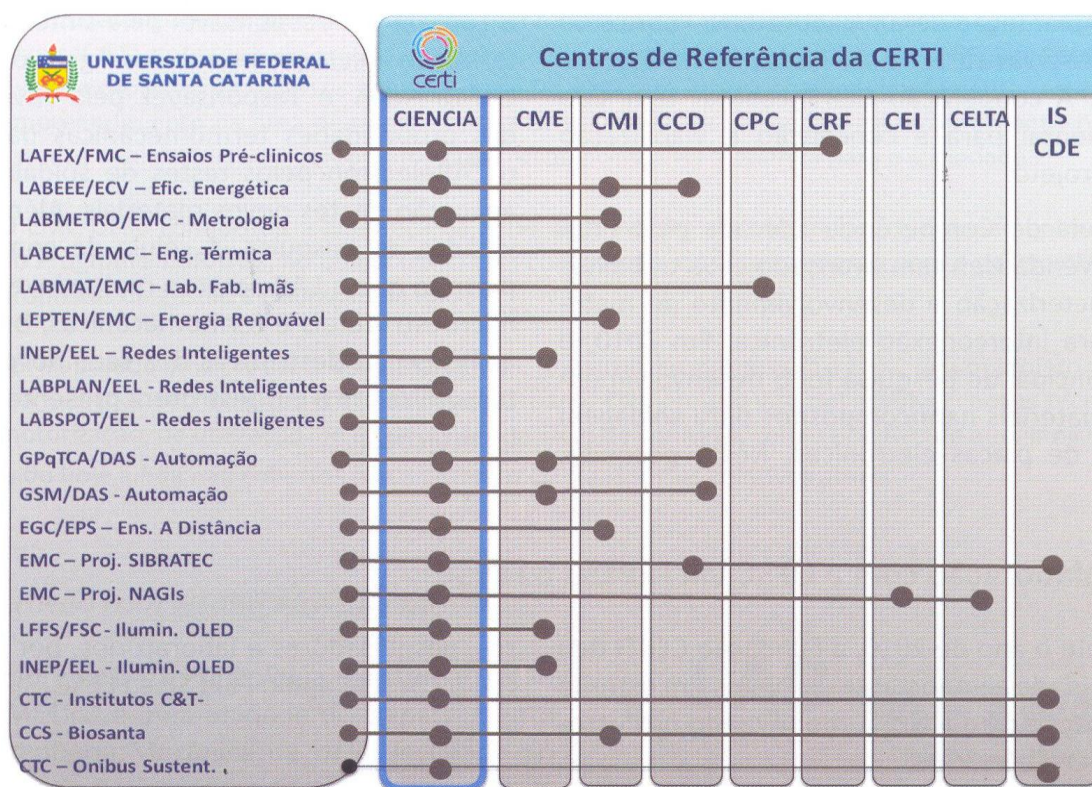 UNIVERSIDADE FEDERAL
DE SANTA CATARINA
certi
Centros de Referência da CERTI
CIENCIA
CME
CMI
CCD
CPC
CRF
CEI
CELTA
IS
CDE
LAFEX/FMC – Ensaios Pré-clinicos
LABEEE/ECV – Efic. Energética
LABMETRO/EMC - Metrologia
LABCET/EMC – Eng. Térmica
LABMAT/EMC – Lab. Fab. Imãs
LEPTEN/EMC – Energia Renovável
INEP/EEL – Redes Inteligentes
LABPLAN/EEL - Redes Inteligentes
LABSPOT/EEL - Redes Inteligentes
GPqTCA/DAS - Automação
GSM/DAS - Automação
EGC/EPS – Ens. A Distância
EMC – Proj. SIBRATEC
EMC – Proj. NAGIs
LFFS/FSC - Ilumin. OLED
INEP/EEL - Ilumin. OLED
CTC - Institutos C&T-
CCS - Biosanta
CTC – Onibus Sustent.